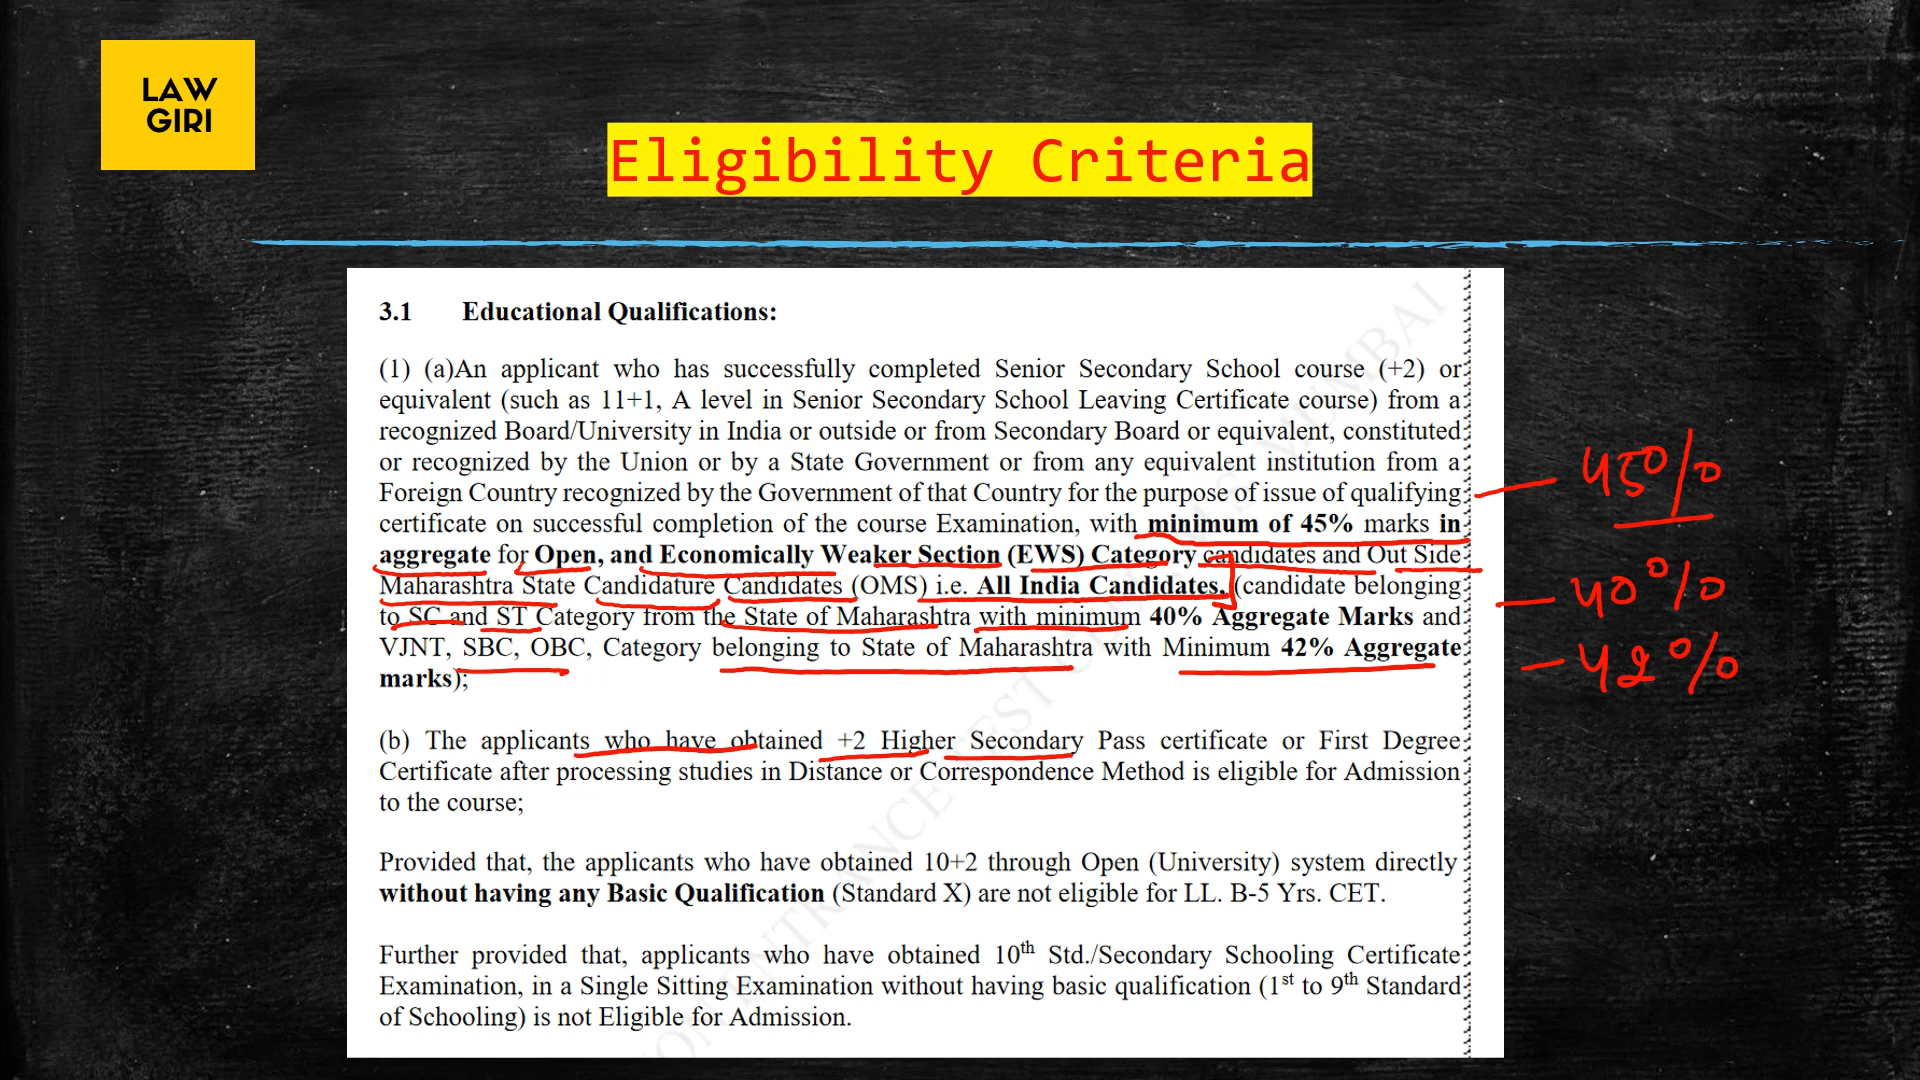 LAW
GIRI
Eligibility Criteria
3.1 Educational Qualifications:
(1) (a)An applicant who has successfully completed Senior Secondary School course (+2) or
equivalent (such as 11+1, A level in Senior Secondary School Leaving Certificate course) from a
recognized Board/University in India or outside or from Secondary Board or equivalent, constituted
or recognized by the Union or by a State Government or from any equivalent institution from a
Foreign Country recognized by the Government of that Country for the purpose of issue of qualifying
certificate on successful completion of the course Examination, with minimum of 45% marks in
aggregate for Open, and Economically Weaker Section (EWS) Category candidates and Out Side
Maharashtra State Candidature Candidates (OMS) i.e. All India Candidates, (candidate belonging
to SC and ST Category from the State of Maharashtra with minimum 40% Aggregate Marks and
VJNT, SBC, OBC, Category belonging to State of Maharashtra with Minimum 42% Aggregate
marks);
45%
40%
42%
(b) The applicants who have obtained +2 Higher Secondary Pass certificate or First Degree
Certificate after processing studies in Distance or Correspondence Method is eligible for Admission
to the course;
Provided that, the applicants who have obtained 10+2 through Open (University) system directly
without having any Basic Qualification (Standard X) are not eligible for LL. B-5 Yrs. CET.
Further provided that, applicants who have obtained 10th Std./Secondary Schooling Certificate
Examination, in a Single Sitting Examination without having basic qualification (1st to 9th Standard
of Schooling) is not Eligible for Admission.